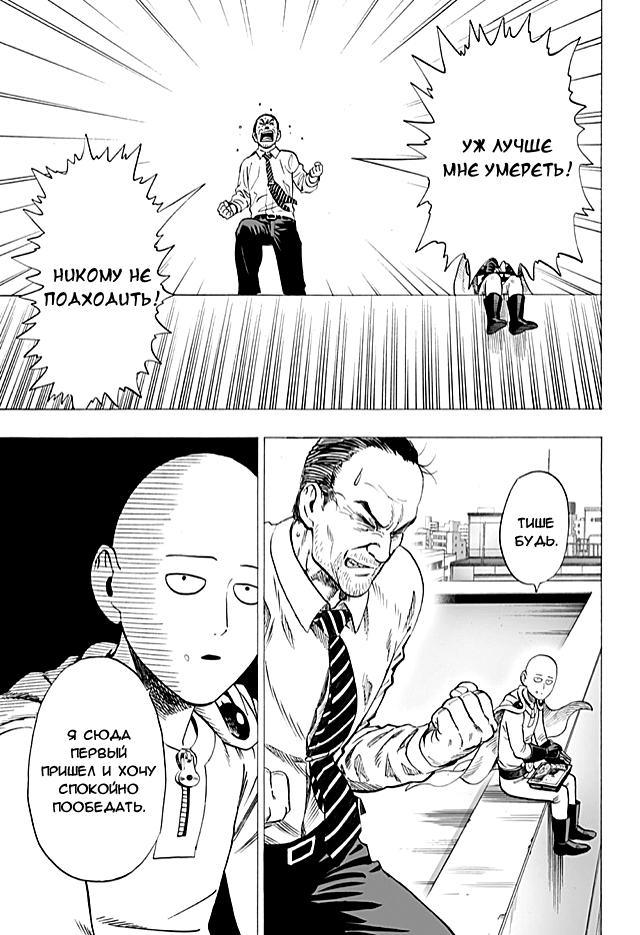 УЖ ЛУЧШЕ
МНЕ УМЕРЕТЬ!
НИКОМУ НЕ
ПОДХОДИТЬ!
ТИШЕ
БУДЬ.
Я СЮДА
ПЕРВЫЙ
ПРИШЕЛ И ХОЧУ
СПОКОЙНО
ПООБЕДАТЬ.